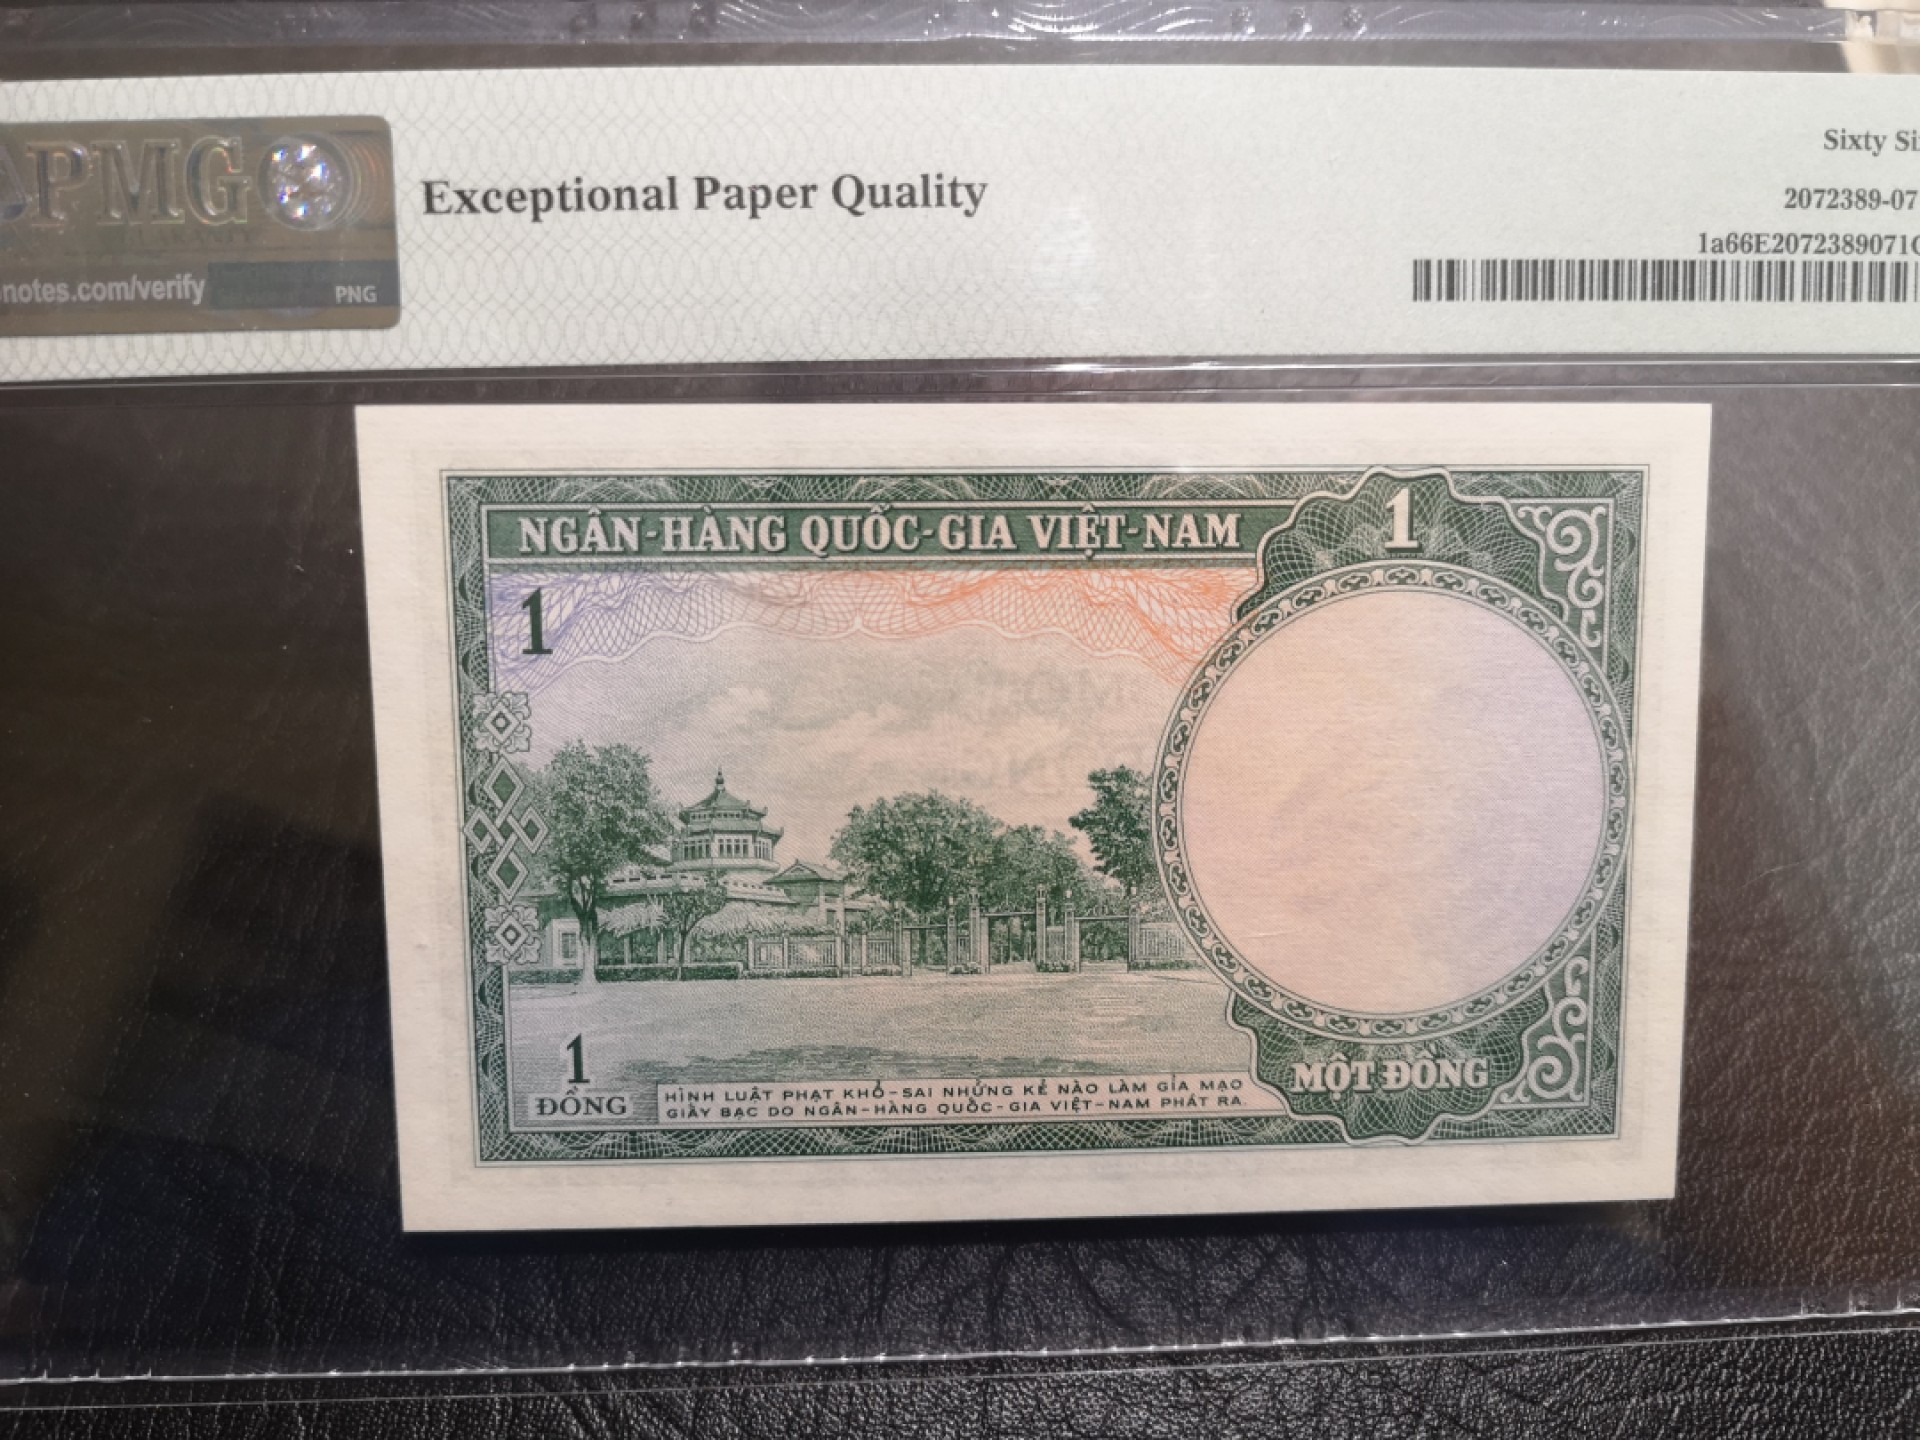 PMG
notes.com/verify
PNG
Exceptional Paper Quality
Sixty Si
2072389-07
1a66E2072389071
NGÂN-HÀNG QUỐC-GIA VIỆT-NAM
1
1
1
ĐỒNG
HÌNH LUẬT PHẠT KHỔ-SAI NHỮNG KẺ NÀO LÀM GIẢ MẠO
GIẤY BẠC DO NGÂN-HÀNG QUỐC-GIA VIỆT-NAM PHÁT RA.
MỘT ĐỒNG